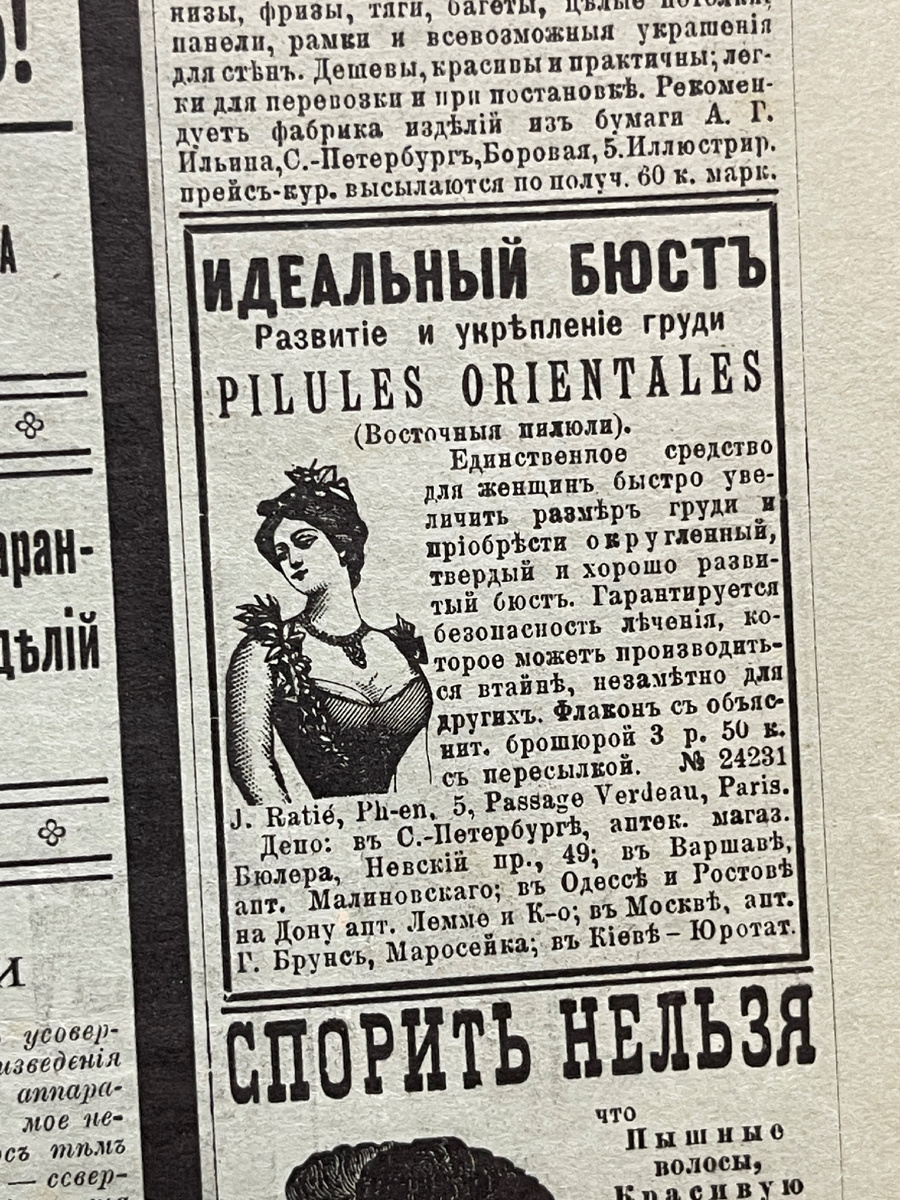 низы, фризы, тяги, багеты, цѣлые потолки,
панели, рамки и всевозможныя украшенія
для стѣнъ. Дешевы, красивы и практичны; лег-
ки для перевозки и при постановкѣ. Рекомен-
дуетъ фабрика издѣлій изъ бумаги А. Г.
Ильина, С.-Петербургъ, Боровая, 5. Иллюстрир.
прейсъ-кур. высылаются по получ. 60 к. марк.
ИДЕАЛЬНЫЙ БЮСТЪ
Развитіе и укрѣпленіе груди
PILULES ORIENTALES
(Восточныя пилюли).
Единственное средство
для женщинъ быстро уве-
личить размѣръ груди и
пріобрѣсти округленный,
твердый и хорошо разви-
тый бюстъ. Гарантируется
безопасность лѣченія, ко-
торое можетъ производить-
ся втайнѣ, незамѣтно для
другихъ. Флаконъ съ объяс-
нит. брошюрой 3 р. 50 к.
съ пересылкой. № 24231
J. Ratié, Ph-en, 5, Passage Verdeau, Paris.
Депо: въ С.-Петербургѣ, аптек. магаз.
Бюлера, Невскій пр., 49; въ Варшавѣ,
апт. Малиновскаго; въ Одессѣ и Ростовѣ
на Дону апт. Лемме и К-о; въ Москвѣ, апт.
Г. Брунсъ, Маросейка; въ Кіевѣ – Юротат.
СПОРИТЬ НЕЛЬЗЯ
что
Пышные
волосы,
Красивую
А
аран-
дѣлій
И
усовер-
изведенія
аппара-
мое не-
осъ тѣмъ
— ссвер-